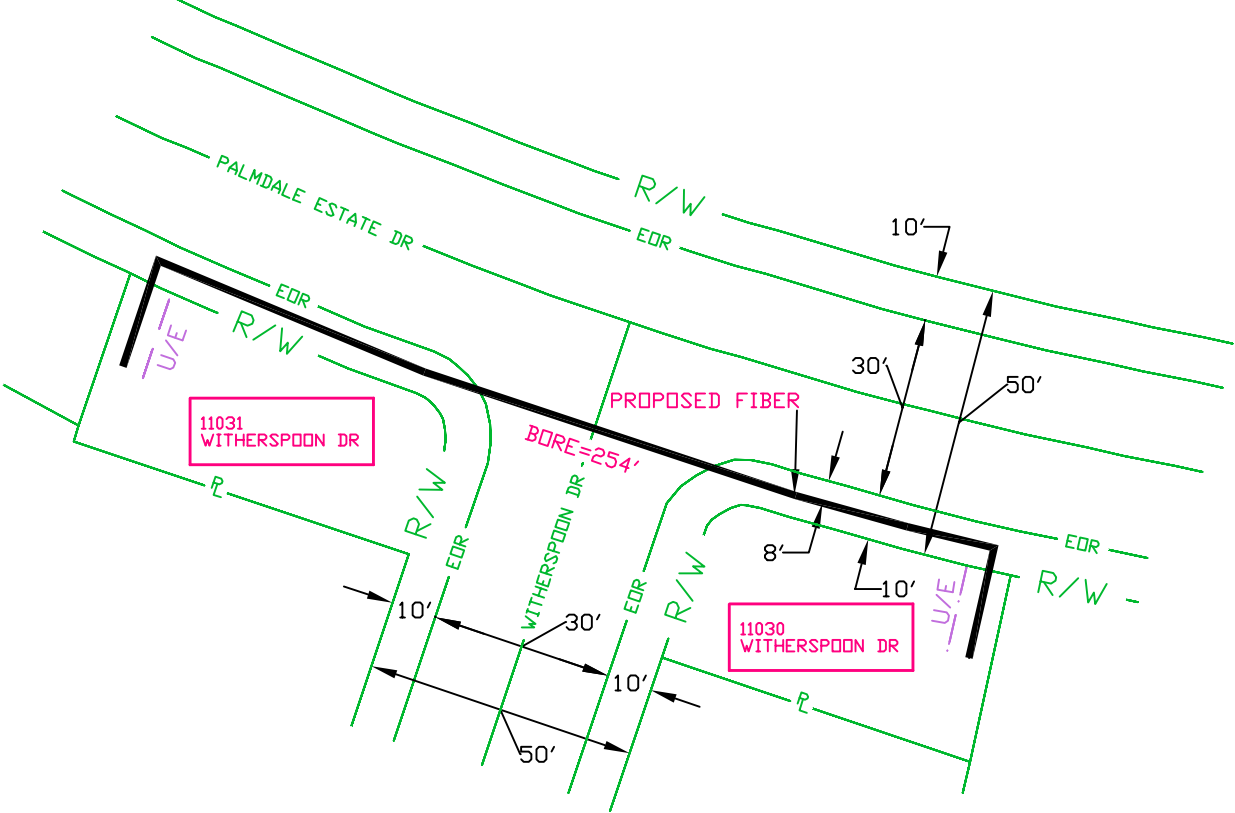 R/W
PALMDALE ESTATE DR
EOR
10'
EOR
R/W
U/E
30'
50'
PROPOSED FIBER
11031
WITHERSPOON DR
BORE=254'
PL
R/W
EOR
WITHERSPOON DR
8'
EOR
R/W
EOR
10'
R/W
U/E
10'
30'
11030
WITHERSPOON DR
10'
PL
50'